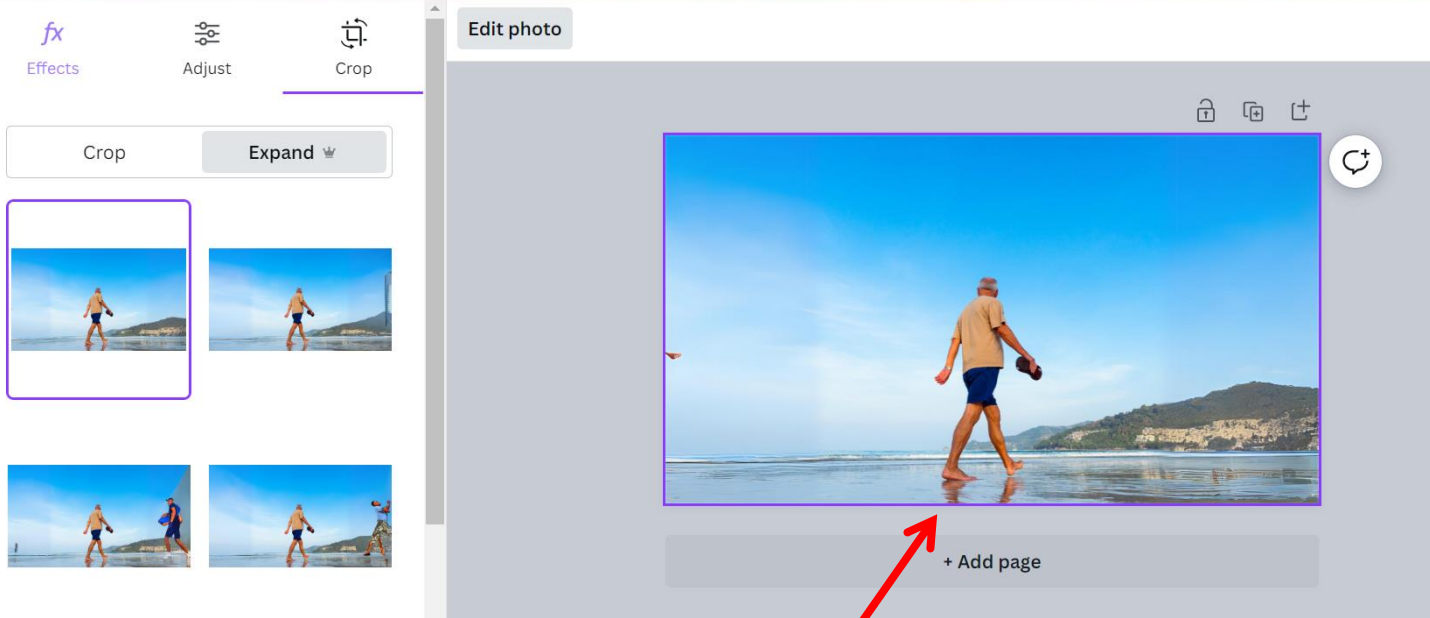 Effects
Adjust
Crop
Edit photo
Crop
Expand
+ Add page